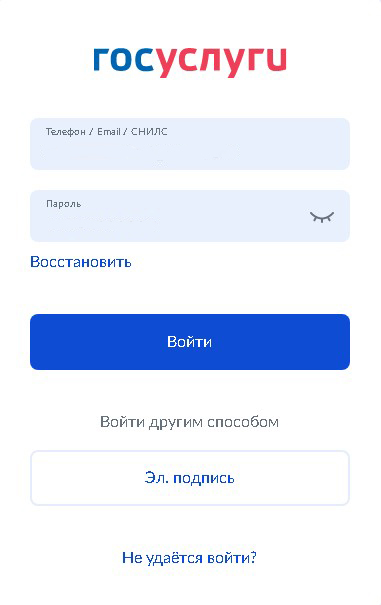 госуслуги
Телефон / Email / СНИЛС
Пароль
Восстановить
Войти
Войти другим способом
Эл. подпись
Не удаётся войти?